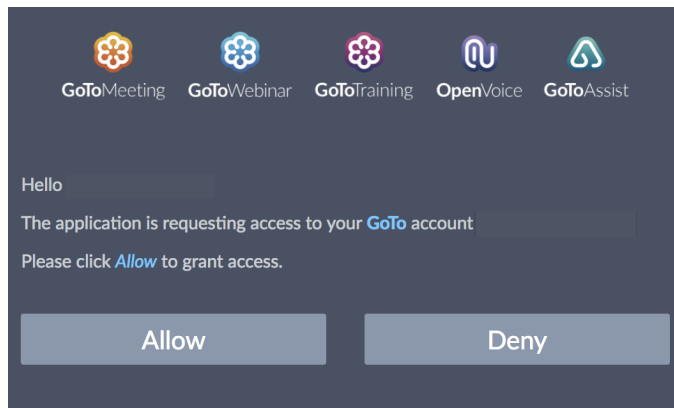 GoToMeeting GoToWebinar GoToTraining OpenVoice GoToAssist
Hello
The application is requesting access to your GoTo account
Please click Allow to grant access.
Allow Deny